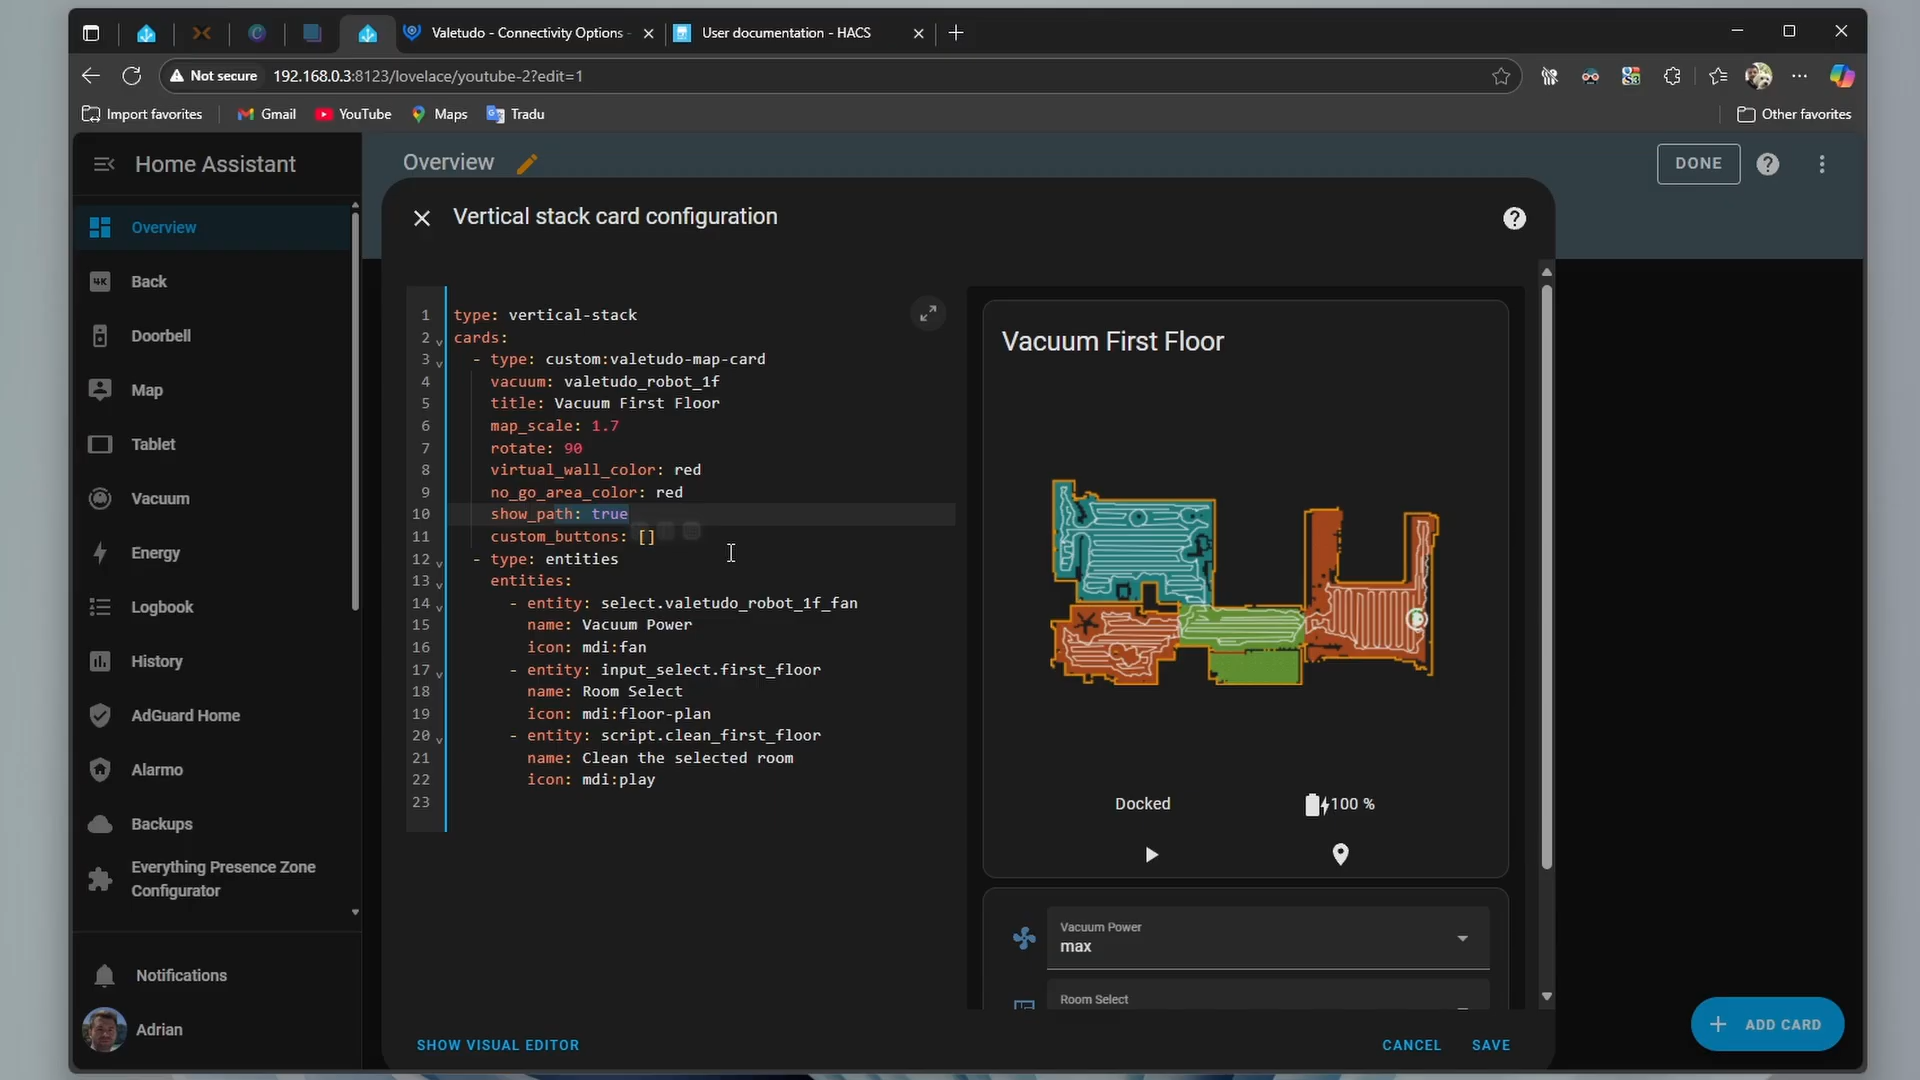 Valetudo - Connectivity Options -
User documentation - HACS
Not secure
192.168.0.3:8123/lovelace/youtube-2?edit=1
Import favorites
Gmail
YouTube
Maps
Tradu
Other favorites
Home Assistant
Overview
DONE
Overview
4K
Back
Doorbell
Map
Tablet
Vacuum
Energy
Logbook
History
AdGuard Home
Alarmo
Backups
Everything Presence Zone
Configurator
Notifications
Adrian
Vertical stack card configuration
1 type: vertical-stack
2 cards:
3 - type: custom:valetudo-map-card
4 vacuum: valetudo_robot_1f
5 title: Vacuum First Floor
6 map_scale: 1.7
7 rotate: 90
8 virtual_wall_color: red
9 no_go_area_color: red
10 show_path: true
11 custom_buttons: []
12 - type: entities
13 entities:
14 - entity: select.valetudo_robot_1f_fan
15 name: Vacuum Power
16 icon: mdi:fan
17 - entity: input_select.first_floor
18 name: Room Select
19 icon: mdi:floor-plan
20 - entity: script.clean_first_floor
21 name: Clean the selected room
22 icon: mdi:play
23
Vacuum First Floor
Docked
100 %
Vacuum Power
max
Room Select
SHOW VISUAL EDITOR
CANCEL
SAVE
ADD CARD